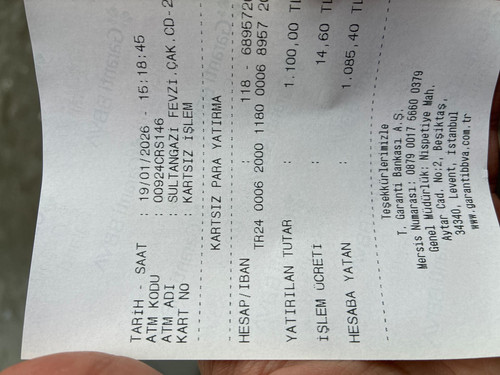 TARİH - SAAT : 19/01/2026 - 15:18:45
ATM KODU : 00924CRS146
ATM ADI : SULTANGAZI FEVZI.ÇAK.CD-2
KART NO : KARTSIZ İŞLEM
KARTSIZ PARA YATIRMA
HESAP/IBAN : 118 - 6895726
TR24 0006 2000 1180 0006 8957 26
YATIRILAN TUTAR : 1.100,00 TL
İŞLEM ÜCRETİ : 14,60 TL
HESABA YATAN : 1.085,40 TL
Teşekkürlerimizle
T. Garanti Bankası A.Ş.
Mersis Numarası: 0879 0017 5660 0379
Genel Müdürlük: Nispetiye Mah.
Aytar Cad. No:2, Beşiktaş,
34340, Levent, İstanbul
www.garantibbva.com.tr